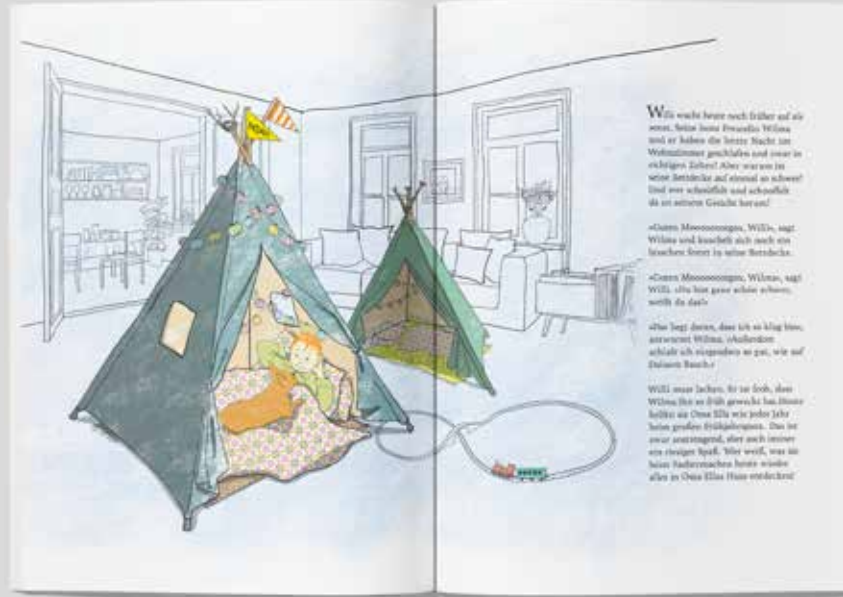 Willi wacht heute noch früher auf als
sonst. Seine beste Freundin Wilma
und er haben die letzte Nacht im
Wohnzimmer geschlafen und zwar in
richtigen Zelten! Aber warum ist
seine Bettdecke auf einmal so schwer?
Und wer schnüffelt und schnuffelt
da an seinem Gesicht herum?
»Guten Mooooooorgen, Willi«, sagt
Wilma und kuschelt sich noch ein
bisschen fester in seine Bettdecke.
»Guten Mooooooorgen, Wilma«, sagt
Willi. »Du bist ganz schön schwer,
weißt du das?«
»Das liegt daran, dass ich so klug bin«,
antwortet Wilma. »Außerdem
schlafe ich nirgendwo so gut, wie auf
Deinem Bauch.«
Willi muss lachen. Er ist froh, dass
Wilma ihn so früh geweckt hat. Heute
helfen sie Oma Ella wie jedes Jahr
beim großen Frühjahrsputz. Das ist
zwar anstrengend, aber auch immer
ein riesiger Spaß. Wer weiß, was sie
beim Saubermachen heute wieder
alles in Oma Ellas Haus entdecken!